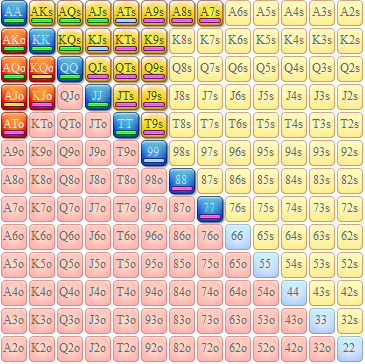 AA AKs AQs AJs ATs A9s A8s A7s A6s A5s A4s A3s A2s
AKo KK KQs KJs KTs K9s K8s K7s K6s K5s K4s K3s K2s
AQo KQo QQ QJs QTs Q9s Q8s Q7s Q6s Q5s Q4s Q3s Q2s
AJo KJo QJo JJ JTs J9s J8s J7s J6s J5s J4s J3s J2s
ATo KTo QTo JTo TT T9s T8s T7s T6s T5s T4s T3s T2s
A9o K9o Q9o J9o T9o 99 98s 97s 96s 95s 94s 93s 92s
A8o K8o Q8o J8o T8o 98o 88 87s 86s 85s 84s 83s 82s
A7o K7o Q7o J7o T7o 97o 87o 77 76s 75s 74s 73s 72s
A6o K6o Q6o J6o T6o 96o 86o 76o 66 65s 64s 63s 62s
A5o K5o Q5o J5o T5o 95o 85o 75o 65o 55 54s 53s 52s
A4o K4o Q4o J4o T4o 94o 84o 74o 64o 54o 44 43s 42s
A3o K3o Q3o J3o T3o 93o 83o 73o 63o 53o 43o 33 32s
A2o K2o Q2o J2o T2o 92o 82o 72o 62o 52o 42o 32o 22